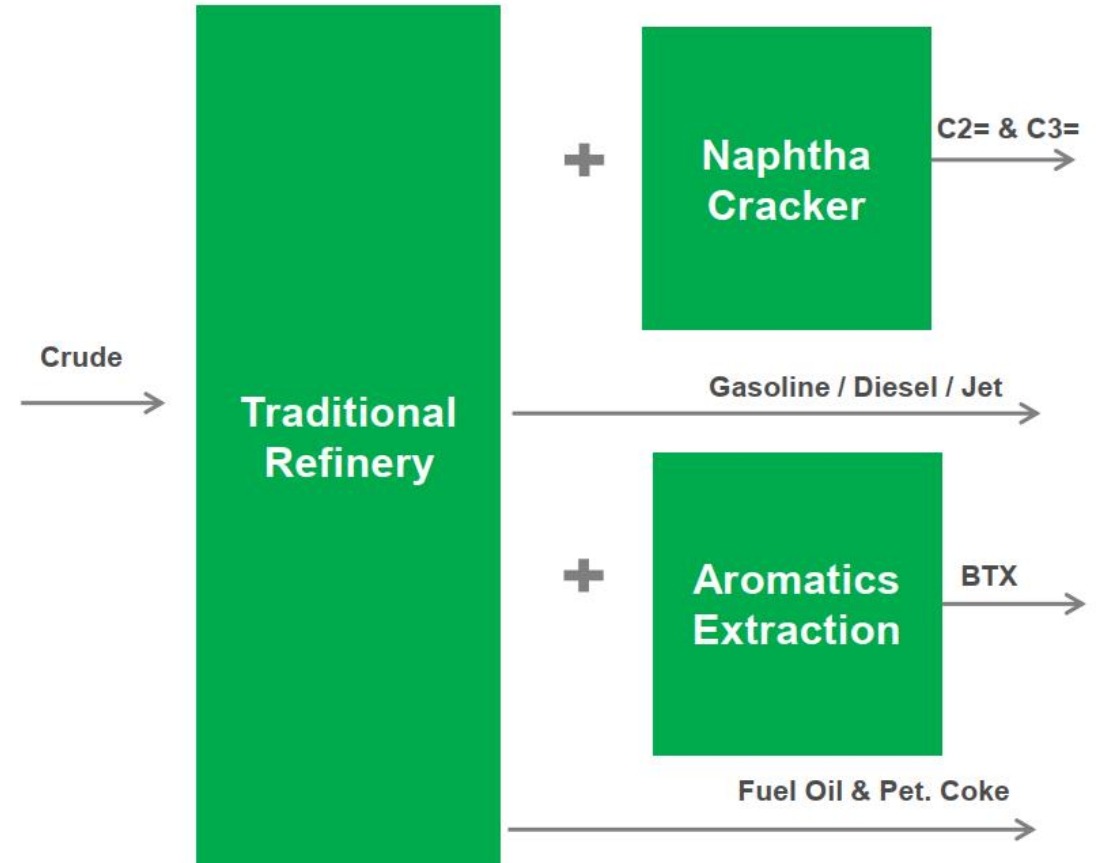 C2= & C3=
Naphtha
Cracker
Crude
Gasoline / Diesel / Jet
Traditional
Refinery
Aromatics
Extraction
BTX
Fuel Oil & Pet. Coke